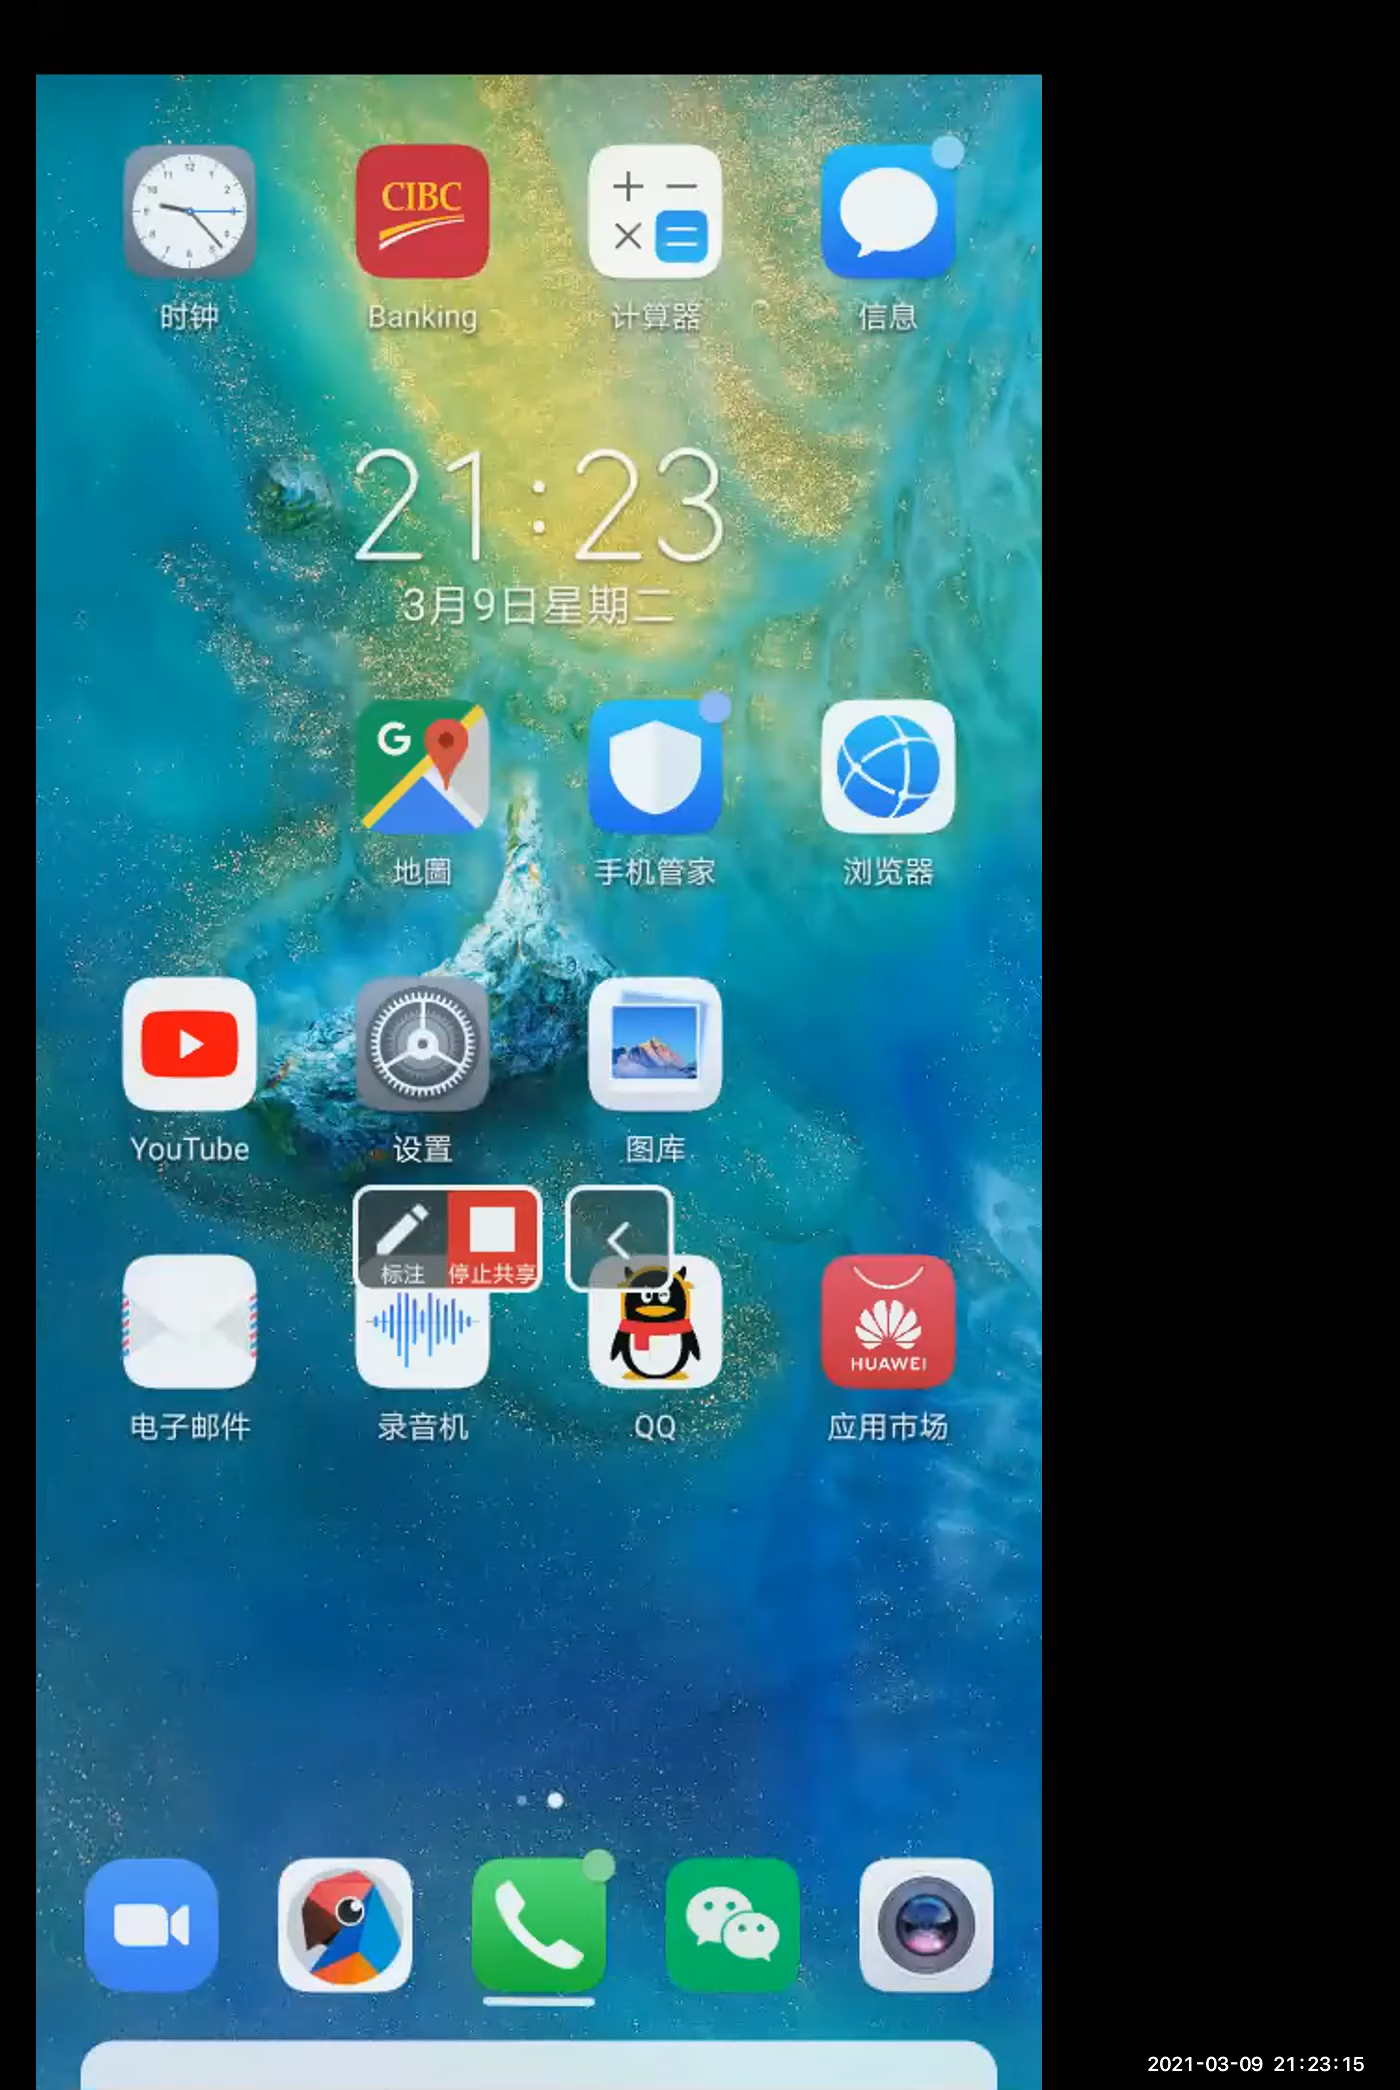 CIBC
时钟
Banking
计算器
信息
21:23
3月9日星期二
G
地圖
手机管家
浏览器
YouTube
设置
图库
标注
停止共享
HUAWEI
电子邮件
录音机
QQ
应用市场
2021-03-09 21:23:15